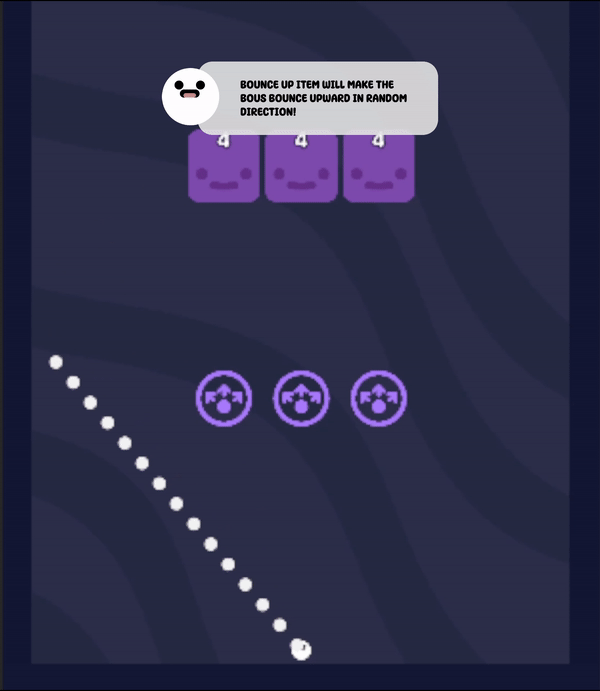 BOUNCE UP ITEM WILL MAKE THE
BOUS BOUNCE UPWARD IN RANDOM
DIRECTION!
4 4 4